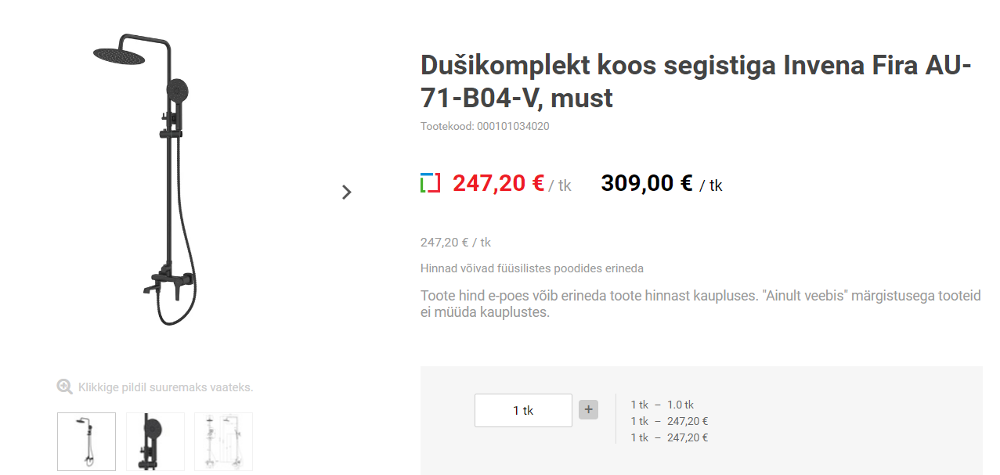 Dušikomplekt koos segistiga Invena Fira AU-
71-B04-V, must
Tootekood: 000101034020
247,20 € / tk 309,00 € / tk
247,20 € / tk
Hinnad võivad füüsilistes poodides erineda
Toote hind e-poes võib erineda toote hinnast kaupluses. "Ainult veebis" märgistusega tooteid
ei müüda kauplustes.
Klikkige pildil suuremaks vaateks.
1 tk +
1 tk – 1.0 tk
1 tk – 247,20 €
1 tk – 247,20 €